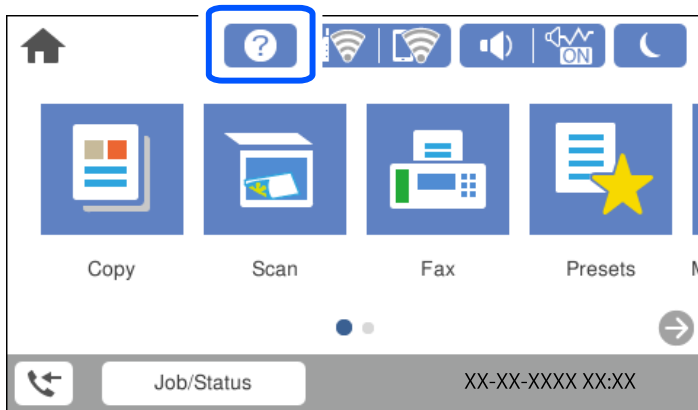 ?
ON
Copy
Scan
Fax
Presets
Job/Status
XX-XX-XXXX XX:XX